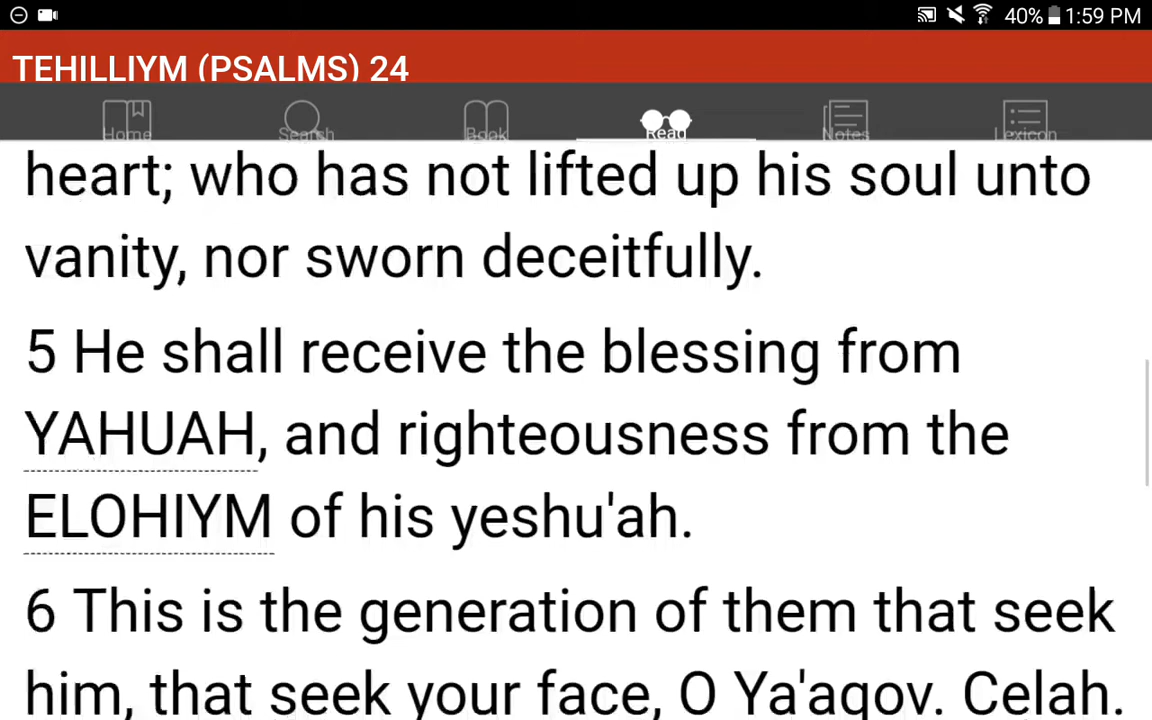 40% 1:59 PM
TEHILLIYM (PSALMS) 24
Home Search Book Read Notes Lexicon
heart; who has not lifted up his soul unto
vanity, nor sworn deceitfully.
5 He shall receive the blessing from
YAHUAH, and righteousness from the
ELOHIYM of his yeshu'ah.
6 This is the generation of them that seek
him, that seek your face, O Ya'aqov. Celah.